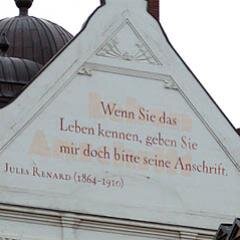 Wenn Sie das
Leben kennen, geben Sie
mir doch bitte seine Anschrift.
JULES RENARD (1864-1910)